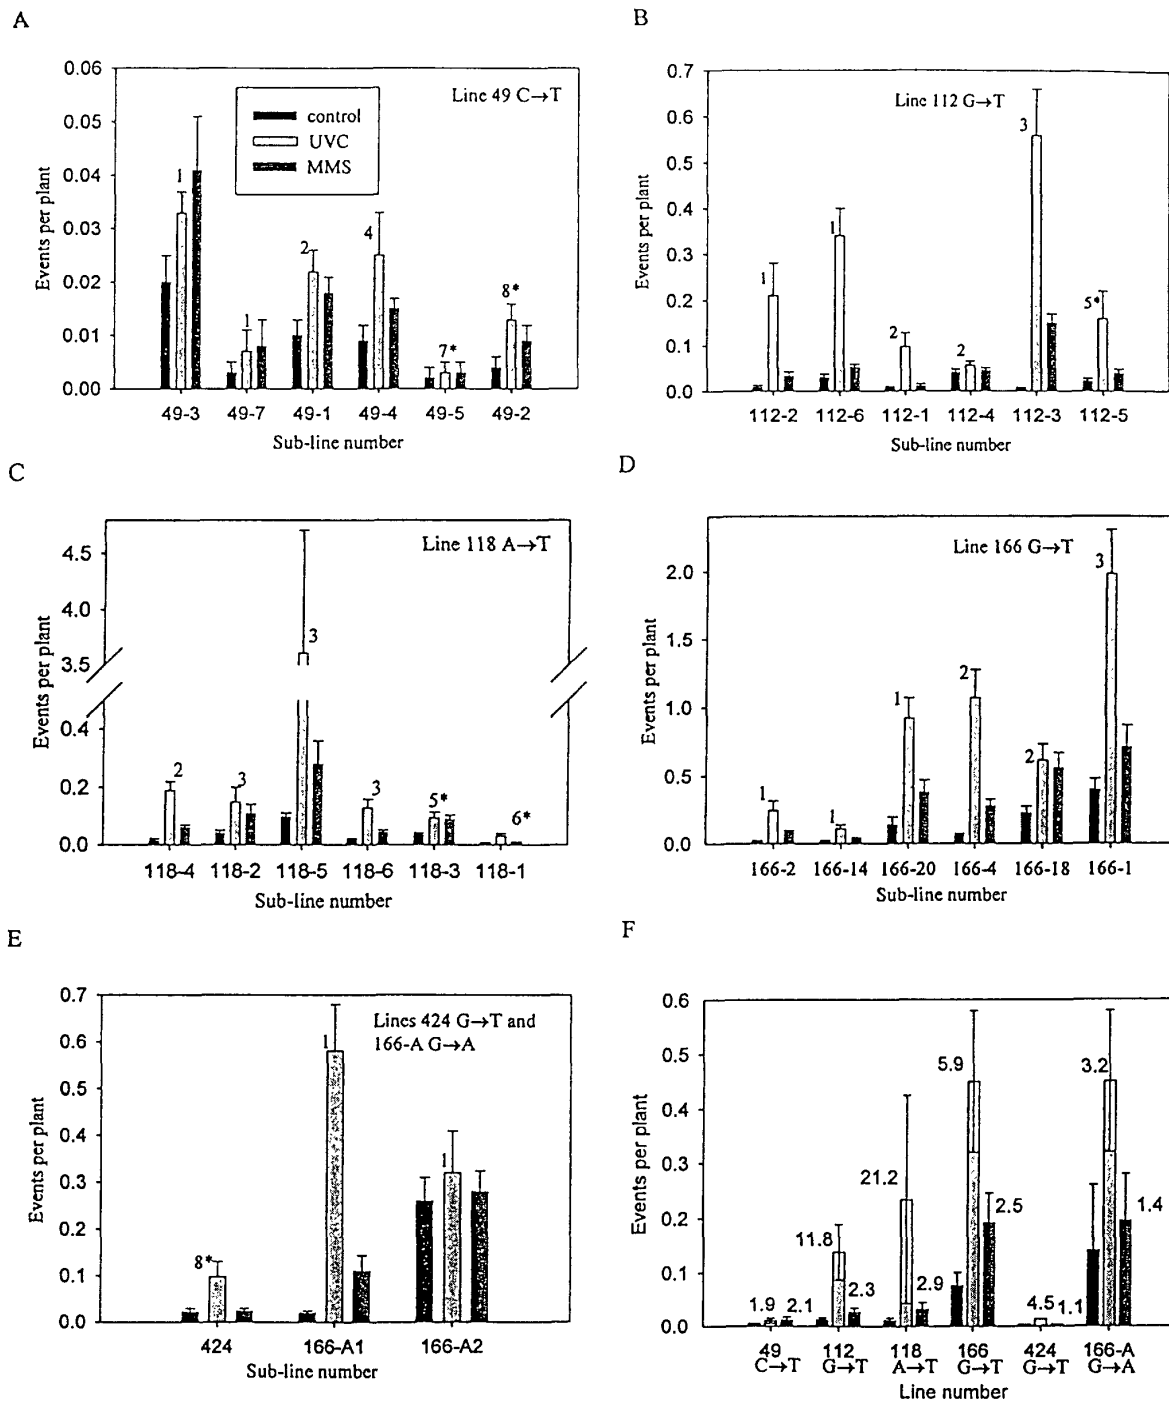 A
0.06
0.05
0.04
0.03
0.02
0.01
0.00
Events per plant
control
UVC
MMS
Line 49 C→T
1
1
2
4
7*
8*
49-3 49-7 49-1 49-4 49-5 49-2
Sub-line number
B
0.7
0.6
0.5
0.4
0.3
0.2
0.1
0.0
Events per plant
Line 112 G→T
1
1
2
2
3
5*
112-2 112-6 112-1 112-4 112-3 112-5
Sub-line number
C
4.5
4.0
3.5
0.4
0.2
0.0
Events per plant
Line 118 A→T
2
3
3
3
5*
6*
118-4 118-2 118-5 118-6 118-3 118-1
Sub-line number
D
2.0
1.5
1.0
0.5
0.0
Events per plant
Line 166 G→T
1
1
1
2
2
3
166-2 166-14 166-20 166-4 166-18 166-1
Sub-line number
E
0.7
0.6
0.5
0.4
0.3
0.2
0.1
0.0
Events per plant
Lines 424 G→T and
166-A G→A
8*
1
1
424 166-A1 166-A2
Sub-line number
F
0.6
0.5
0.4
0.3
0.2
0.1
0.0
Events per plant
1.9 2.1
11.8 2.3
21.2 2.9
5.9 2.5
4.5 1.1
3.2 1.4
49 112 118 166 424 166-A
C→T G→T A→T G→T G→T G→A
Line number